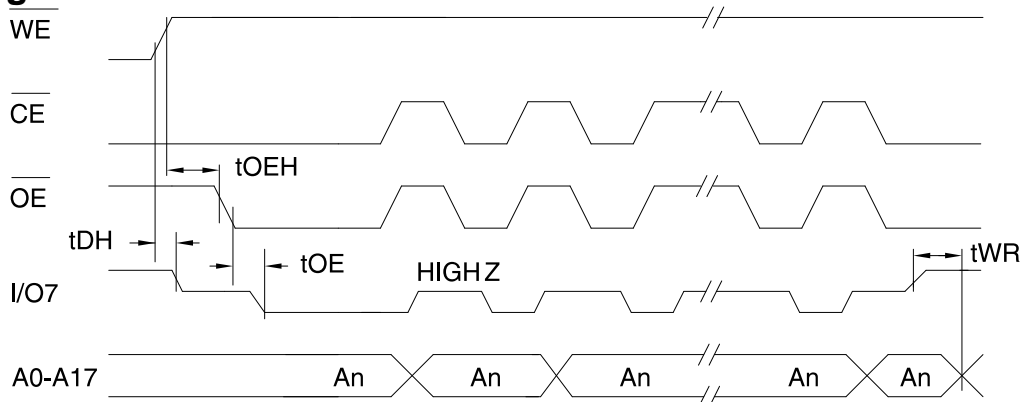 g
WE
CE
tOEH
OE
tDH
tOE
HIGH Z
tWR
I/O7
A0-A17
An An An An An